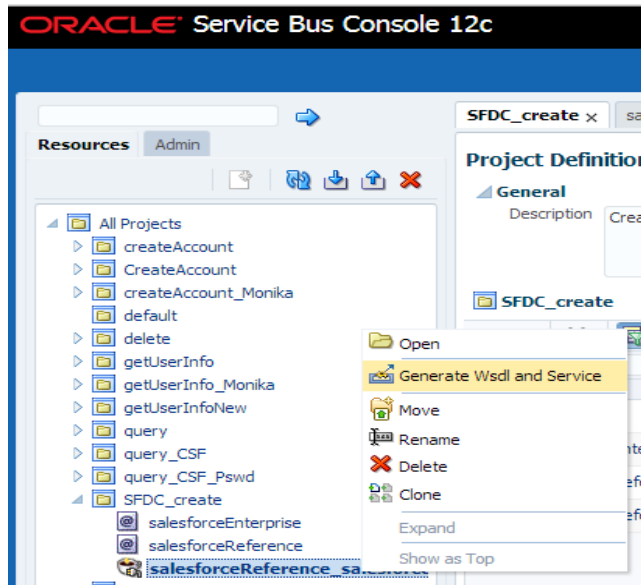 ORACLE Service Bus Console 12c
SFDC_create x
sa
Resources
Admin
Project Definition
General
Description
Crea
All Projects
createAccount
CreateAccount
createAccount_Monika
default
delete
getUserInfo
getUserInfo_Monika
getUserInfoNew
query
query_CSF
query_CSF_Pswd
SFDC_create
salesforceEnterprise
salesforceReference
salesforceReference_salesforce
SFDC_create
Open
Generate Wsdl and Service
Move
Rename
Delete
Clone
Expand
Show as Top